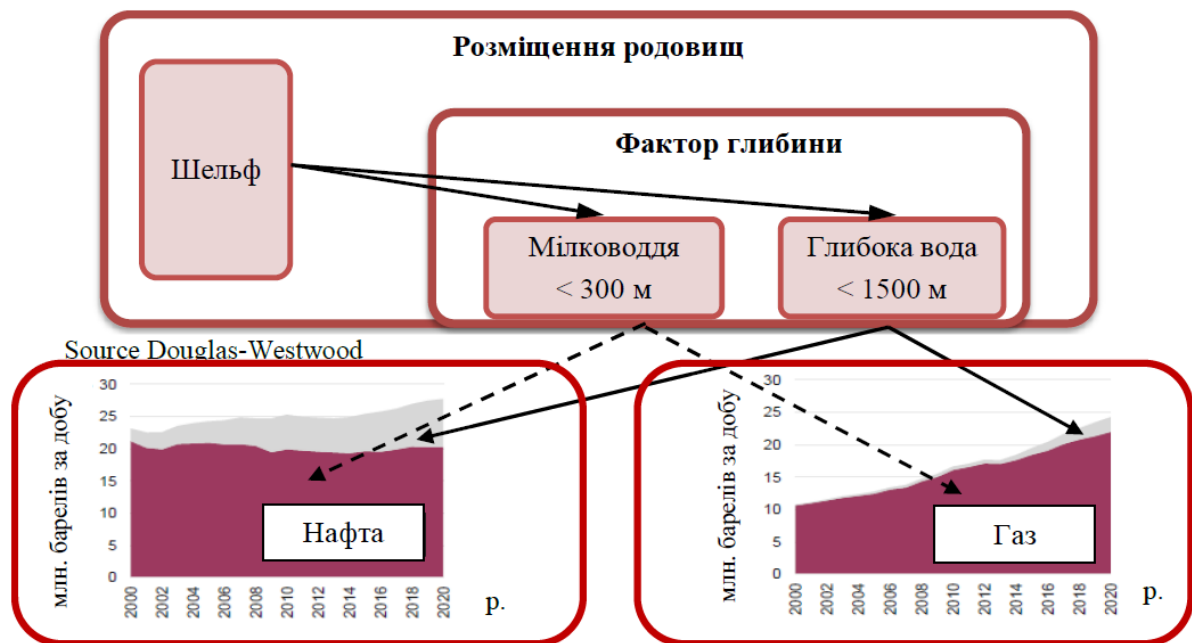 Розміщення родовищ
Шельф
Фактор глибини
Мілководдя
< 300 м
Глибока вода
< 1500 м
Source Douglas-Westwood
млн. барелів за добу
30
25
20
15
10
5
0
Нафта
2000
2002
2004
2006
2008
2010
2012
2014
2016
2018
2020
р.
млн. барелів за добу
30
25
20
15
10
5
0
Газ
2000
2002
2004
2006
2008
2010
2012
2014
2016
2018
2020
р.